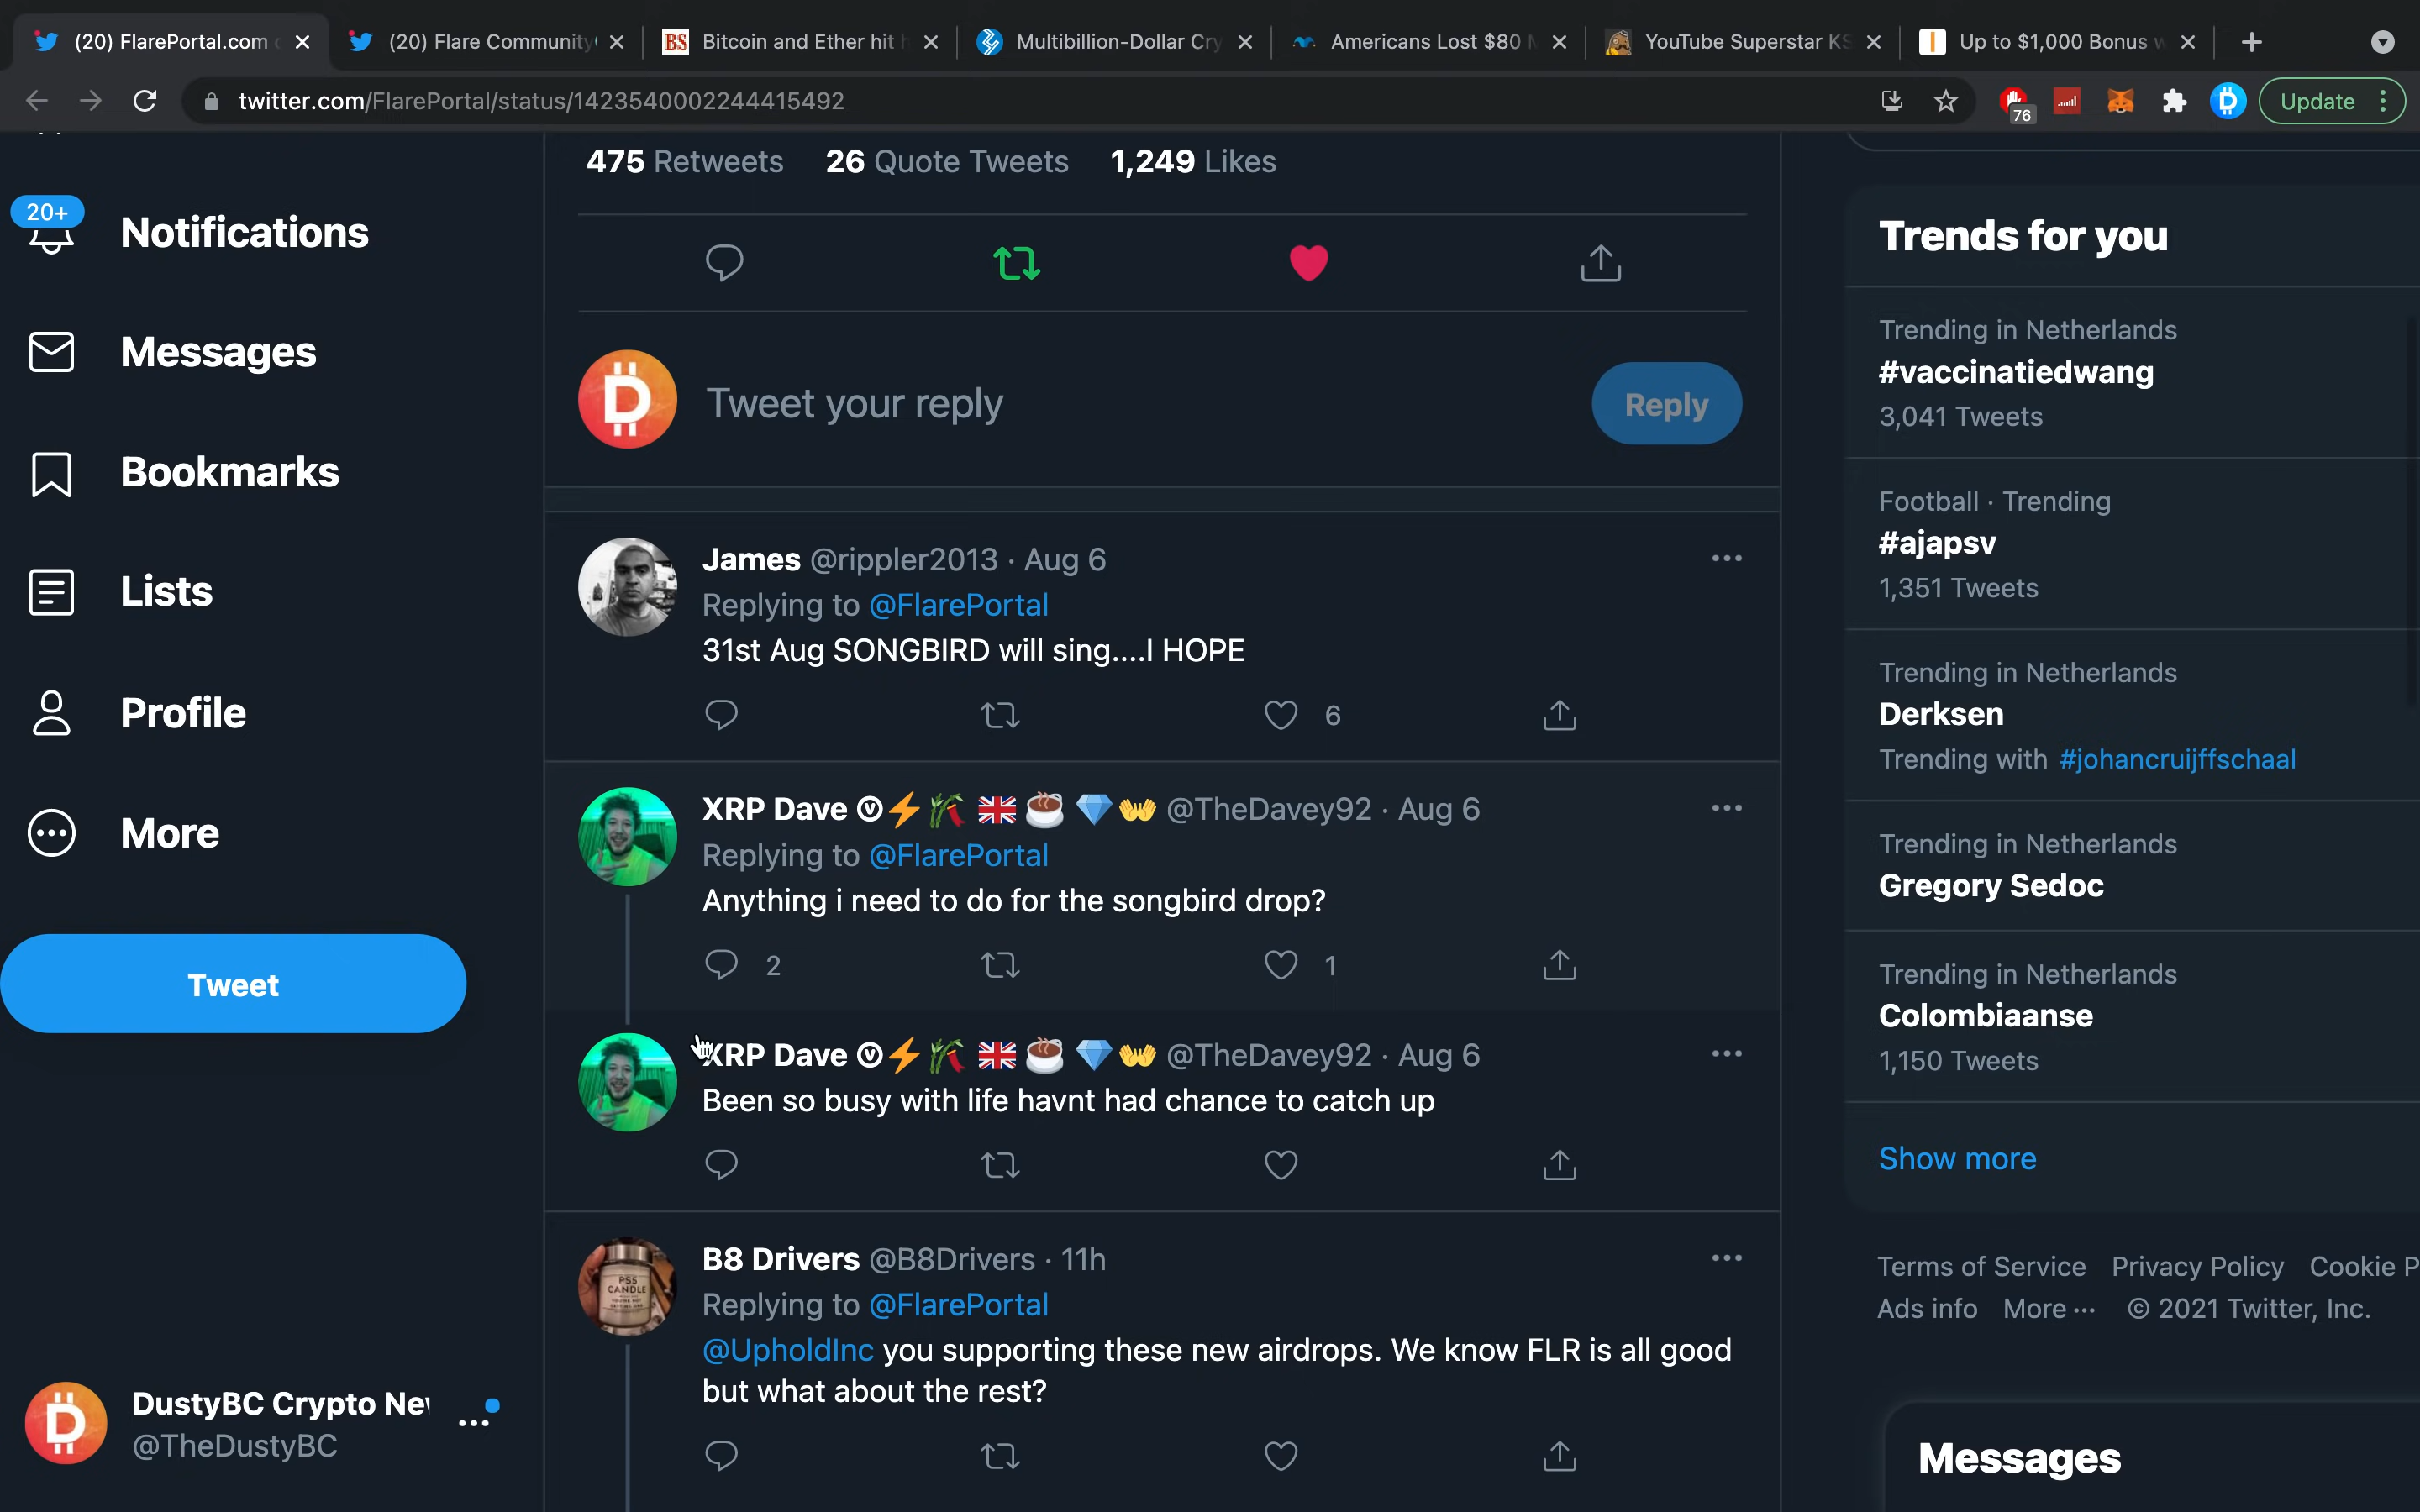 (20) FlarePortal.com
(20) Flare Community
Bitcoin and Ether hit
Multibillion-Dollar Cry
Americans Lost $80
YouTube Superstar KS
Up to $1,000 Bonus
twitter.com/FlarePortal/status/1423540002244415492
76
Update
20+
Notifications
Messages
Bookmarks
Lists
Profile
More
Tweet
DustyBC Crypto Ne
@TheDustyBC
475 Retweets 26 Quote Tweets 1,249 Likes
Tweet your reply
Reply
James @rippler2013 · Aug 6
Replying to @FlarePortal
31st Aug SONGBIRD will sing....I HOPE
6
XRP Dave Ⓥ⚡🎋🌶️🇬🇧☕💎👐 @TheDavey92 · Aug 6
Replying to @FlarePortal
Anything i need to do for the songbird drop?
2 1
XRP Dave Ⓥ⚡🎋🌶️🇬🇧☕💎👐 @TheDavey92 · Aug 6
Been so busy with life havnt had chance to catch up
B8 Drivers @B8Drivers · 11h
Replying to @FlarePortal
@UpholdInc you supporting these new airdrops. We know FLR is all good
but what about the rest?
PS5
CANDLE
Trends for you
Trending in Netherlands
#vaccinatiedwang
3,041 Tweets
Football · Trending
#ajapsv
1,351 Tweets
Trending in Netherlands
Derksen
Trending with #johancruijffschaal
Trending in Netherlands
Gregory Sedoc
Trending in Netherlands
Colombiaanse
1,150 Tweets
Show more
Terms of Service Privacy Policy Cookie P
Ads info More ··· © 2021 Twitter, Inc.
Messages